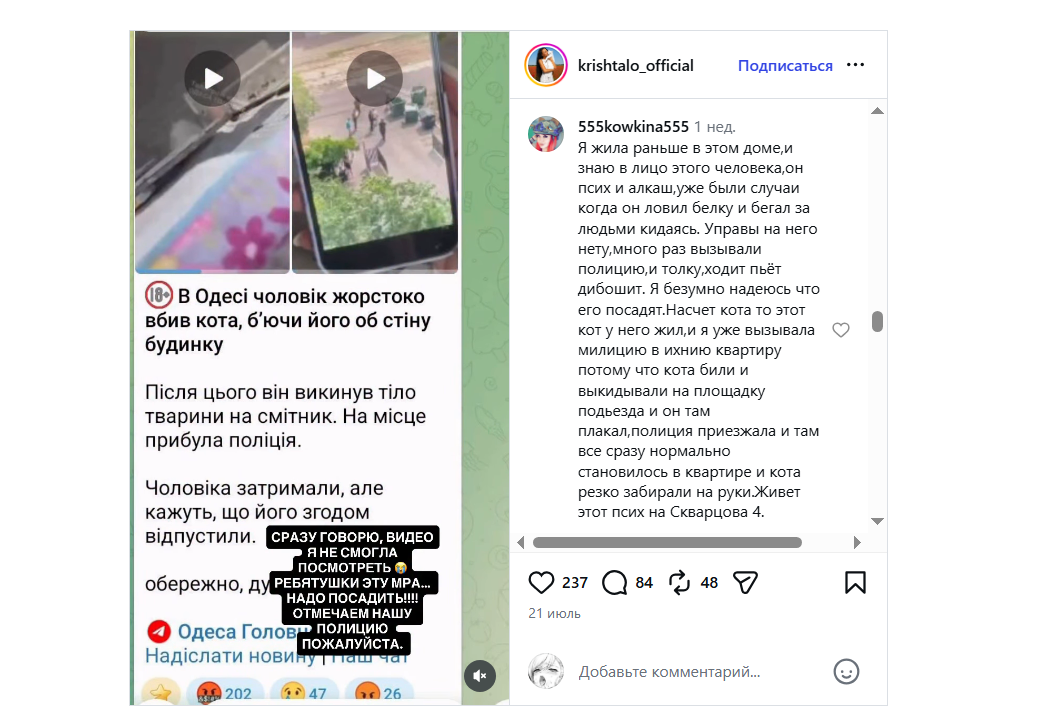 18+ В Одесі чоловік жорстоко
вбив кота, б’ючи його об стіну
будинку
Після цього він викинув тіло
тварини на смітник. На місце
прибула поліція.
Чоловіка затримали, але
кажуть, що його згодом
відпустили.
обережно, ду
СРАЗУ ГОВОРЮ, ВИДЕО
Я НЕ СМОГЛА
ПОСМОТРЕТЬ 😭
РЕБЯТУШКИ ЭТУ МРА...
НАДО ПОСАДИТЬ!!!!
ОТМЕЧАЕМ НАШУ
ПОЛИЦИЮ
ПОЖАЛУЙСТА.
Одеса Головн
Надіслати новину | Наш чат
202
47
26
krishtalo_official
Подписаться
555kowkina555 1 нед.
Я жила раньше в этом доме,и
знаю в лицо этого человека,он
псих и алкаш,уже были случаи
когда он ловил белку и бегал за
людьми кидаясь. Управы на него
нету,много раз вызывали
полицию,и толку,ходит пьёт
дибошит. Я безумно надеюсь что
его посадят.Насчет кота то этот
кот у него жил,и я уже вызывала
милицию в ихнию квартиру
потому что кота били и
выкидывали на площадку
подьезда и он там
плакал,полиция приезжала и там
все сразу нормально
становилось в квартире и кота
резко забирали на руки.Живет
этот псих на Скварцова 4.
237
84
48
21 июль
Добавьте комментарий...